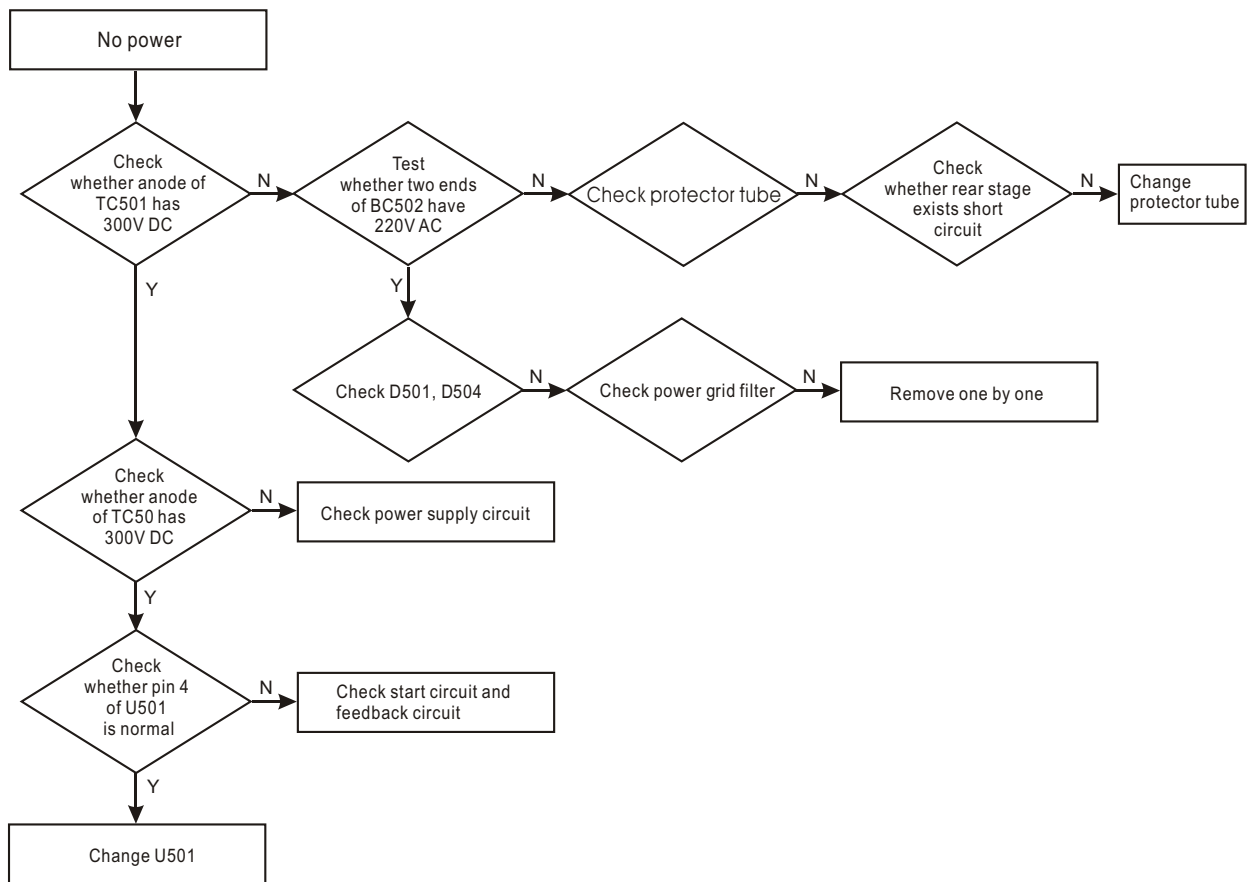 No power
Check
whether anode of
TC501 has
300V DC
N
Test
whether two ends
of BC502 have
220V AC
N
Check protector tube
N
Check
whether rear stage
exists short
circuit
N
Change
protector tube
Y
Y
Check D501, D504
N
Check power grid filter
N
Remove one by one
Check
whether anode
of TC50 has
300V DC
N
Check power supply circuit
Y
Check
whether pin 4
of U501
is normal
N
Check start circuit and
feedback circuit
Y
Change U501